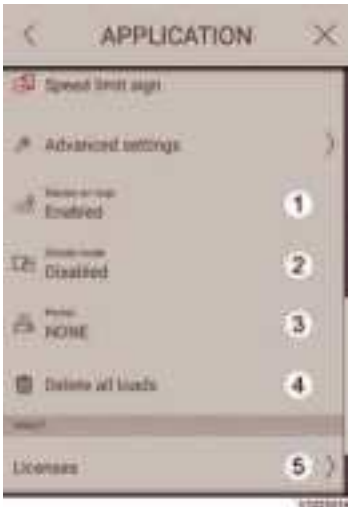 APPLICATION
Speed limit sign
Advanced settings
Enabled
1
Disabled
2
NONE
3
Delete all loads
4
Licenses
5